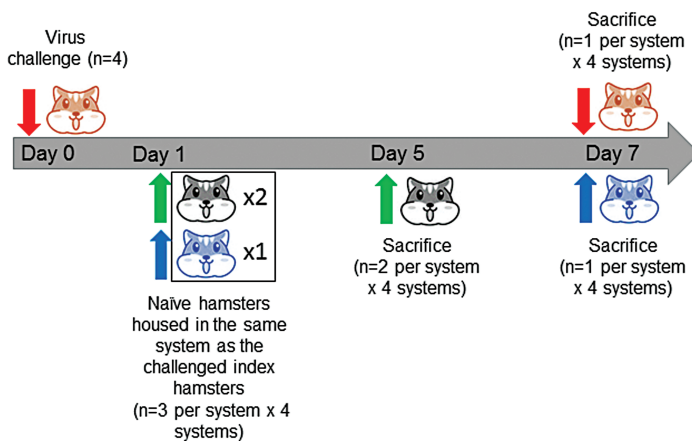 Virus
challenge (n=4)
Sacrifice
(n=1 per system
x 4 systems)
Day 0
Day 1
Day 5
Day 7
x2
x1
Naïve hamsters
housed in the same
system as the
challenged index
hamsters
(n=3 per system x 4
systems)
Sacrifice
(n=2 per system
x 4 systems)
Sacrifice
(n=1 per system
x 4 systems)